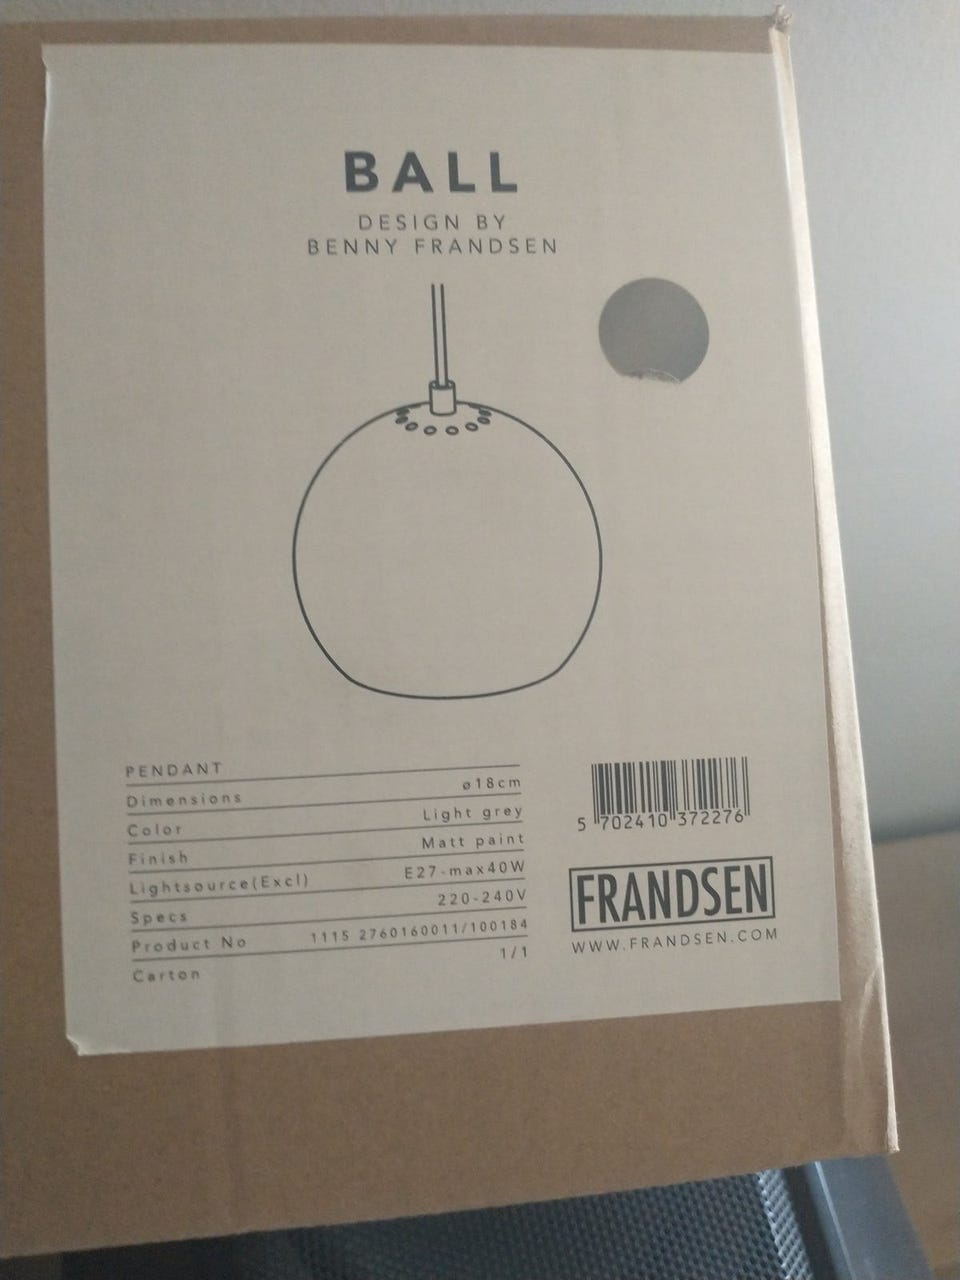 BALL
DESIGN BY
BENNY FRANDSEN
PENDANT
Dimensions ø18cm
Color Light grey
Finish Matt paint
Lightsource(Excl) E27-max40W
Specs 220-240V
Product No 1115 2760160011/100184
Carton 1/1
5 702410 372276
FRANDSEN
WWW.FRANDSEN.COM